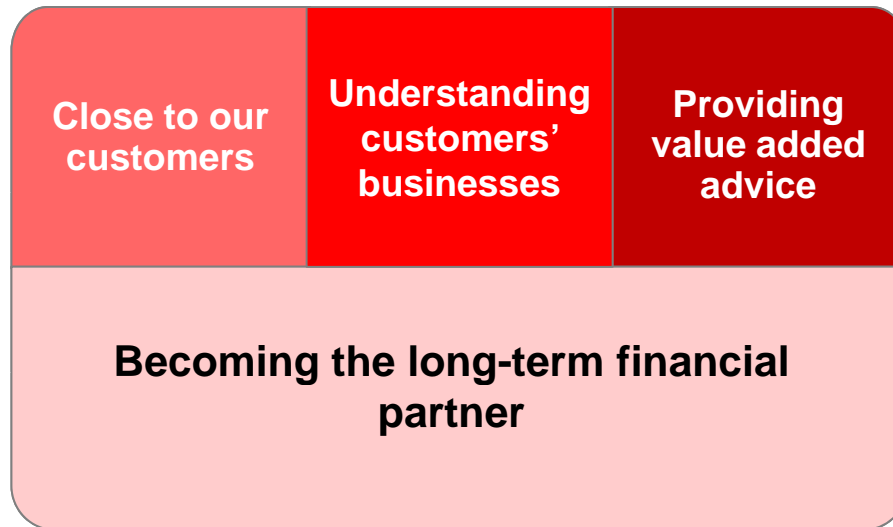 Close to our
customers
Understanding
customers’
businesses
Providing
value added
advice
Becoming the long-term financial
partner